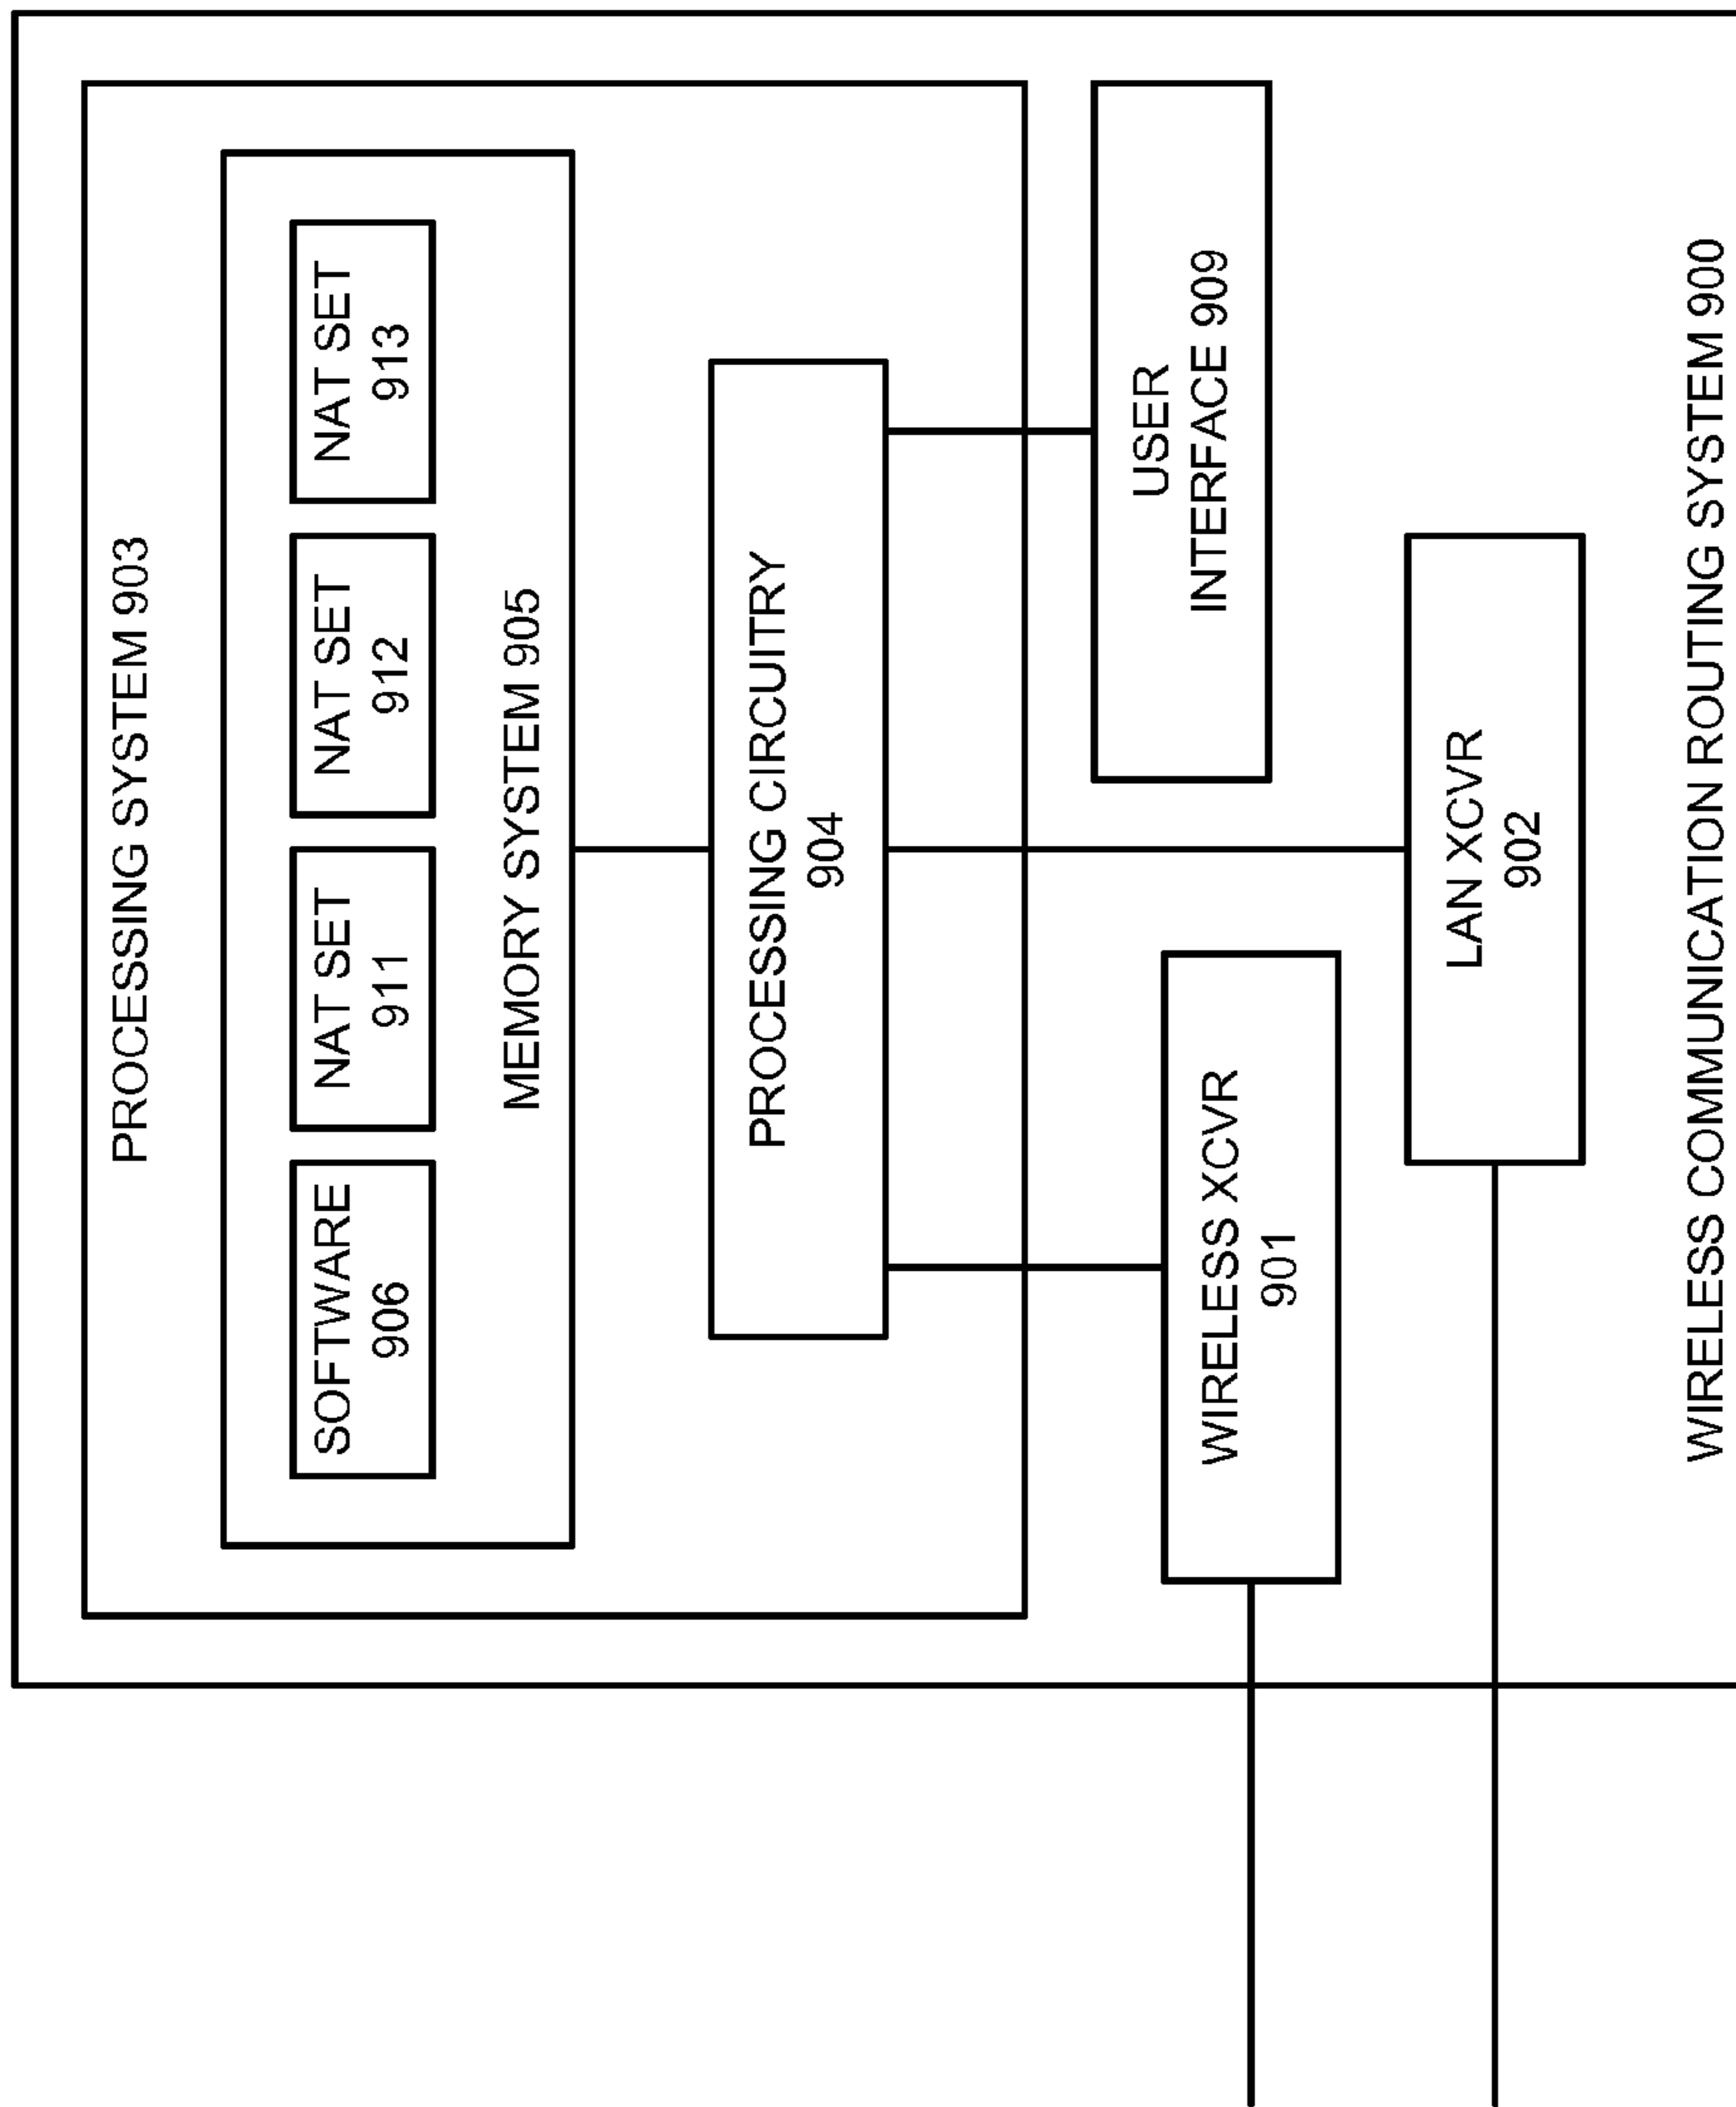 PROCESSING SYSTEM 903
SOFTWARE
906
NAT SET
911
NAT SET
912
NAT SET
913
MEMORY SYSTEM 905
PROCESSING CIRCUITRY
904
WIRELESS XCVR
901
USER
INTERFACE 909
LAN XCVR
902
WIRELESS COMMUNICATION ROUTING SYSTEM 900